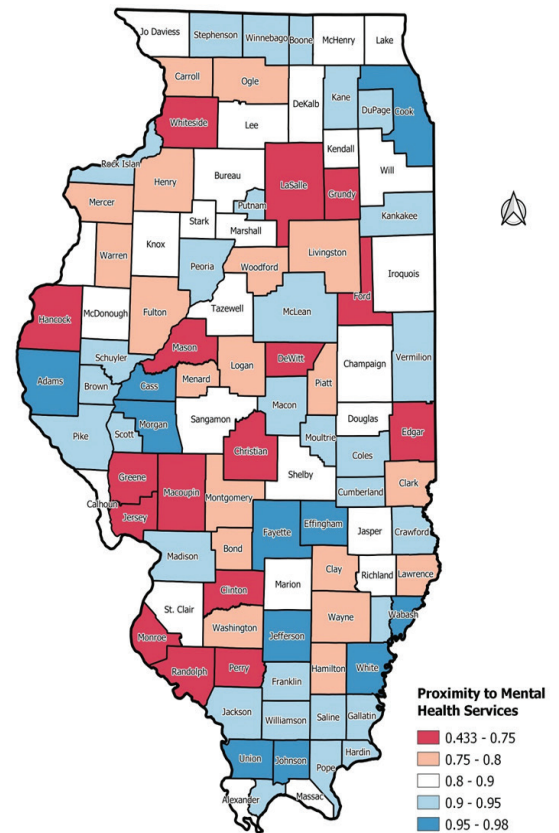 Jo Daviess
Stephenson
Winnebago
Boone
McHenry
Lake
Carroll
Ogle
DeKalb
Kane
DuPage
Cook
Whiteside
Lee
Kendall
Will
Rock Islan
Henry
Bureau
LaSalle
Grundy
Mercer
Putnam
Kankakee
Stark
Marshall
Knox
Warren
Peoria
Woodford
Livingston
Iroquois
Ford
Tazewell
McLean
Hancock
McDonough
Fulton
Mason
Logan
DeWitt
Schuyler
Champaign
Vermilion
Adams
Brown
Cass
Menard
Piatt
Macon
Sangamon
Morgan
Scott
Pike
Douglas
Edgar
Moultrie
Coles
Christian
Shelby
Greene
Macoupin
Montgomery
Cumberland
Clark
Calhoun
Jersey
Fayette
Effingham
Jasper
Crawford
Madison
Bond
Clay
Richland
Lawrence
Clinton
Marion
St. Clair
Wayne
Wabash
Washington
Jefferson
Monroe
Randolph
Perry
Hamilton
White
Franklin
Jackson
Williamson
Saline
Gallatin
Union
Johnson
Pope
Hardin
Alexander
Massac
Proximity to Mental
Health Services
0.433 - 0.75
0.75 - 0.8
0.8 - 0.9
0.9 - 0.95
0.95 - 0.98